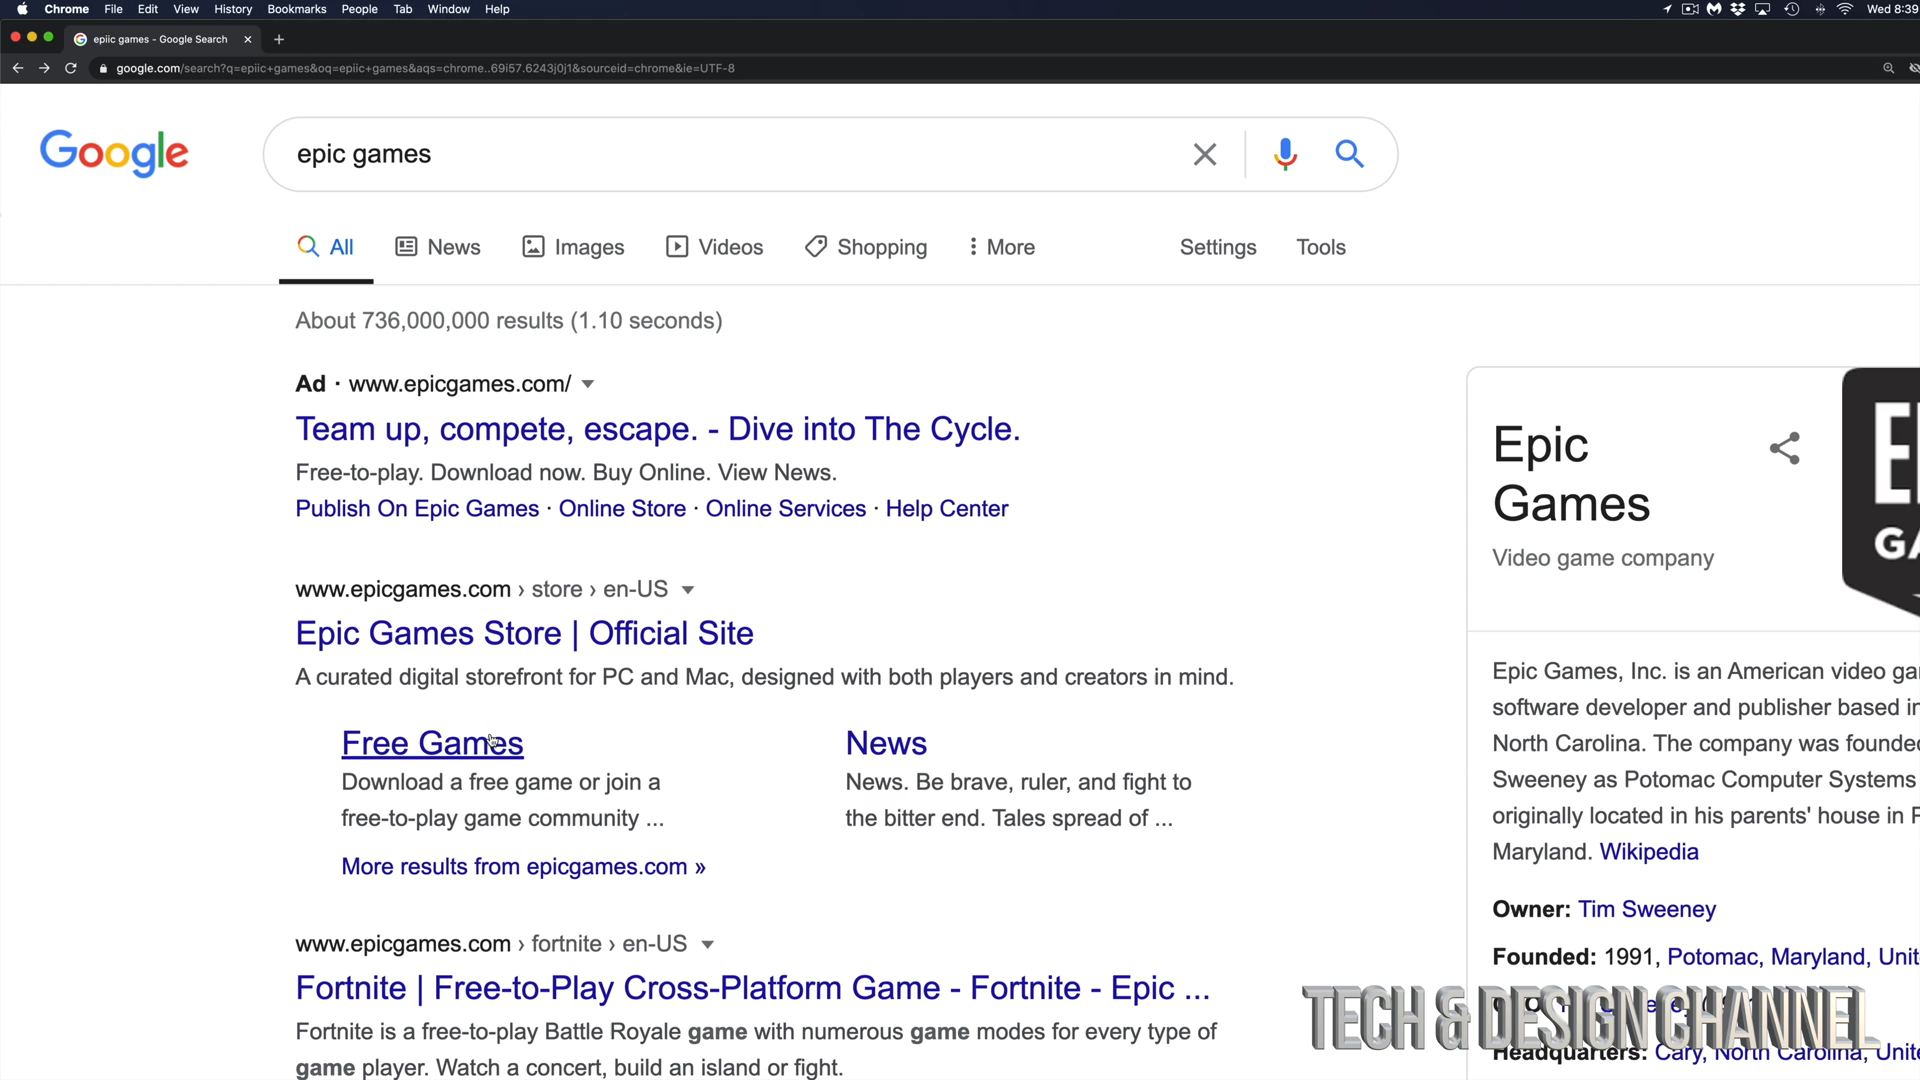 Chrome File Edit View History Bookmarks People Tab Window Help Wed 8:39
epiic games - Google Search
google.com/search?q=epiic+games&oq=epiic+games&aqs=chrome..69i57.6243j0j1&sourceid=chrome&ie=UTF-8
Google
epic games
All News Images Videos Shopping More Settings Tools
About 736,000,000 results (1.10 seconds)
Ad · www.epicgames.com/
Team up, compete, escape. - Dive into The Cycle.
Free-to-play. Download now. Buy Online. View News.
Publish On Epic Games · Online Store · Online Services · Help Center
www.epicgames.com › store › en-US
Epic Games Store | Official Site
A curated digital storefront for PC and Mac, designed with both players and creators in mind.
Free Games
Download a free game or join a
free-to-play game community ...
News
News. Be brave, ruler, and fight to
the bitter end. Tales spread of ...
More results from epicgames.com »
www.epicgames.com › fortnite › en-US
Fortnite | Free-to-Play Cross-Platform Game - Fortnite - Epic ...
Fortnite is a free-to-play Battle Royale game with numerous game modes for every type of
game player. Watch a concert, build an island or fight.
Epic
Games
Video game company
Epic Games, Inc. is an American video ga
software developer and publisher based in
North Carolina. The company was founded
Sweeney as Potomac Computer Systems
originally located in his parents' house in P
Maryland. Wikipedia
Owner: Tim Sweeney
Founded: 1991, Potomac, Maryland, Unit
Headquarters: Cary, North Carolina, Unite
TECH & DESIGN CHANNEL